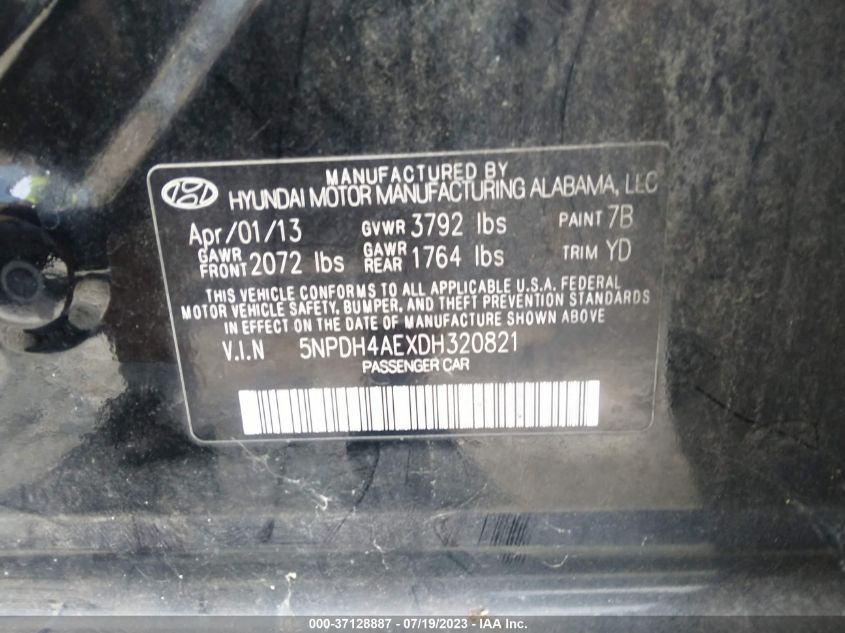 MANUFACTURED BY
HYUNDAI MOTOR MANUFACTURING ALABAMA, LLC
Apr/01/13 GVWR 3792 lbs PAINT 7B
GAWR FRONT 2072 lbs GAWR REAR 1764 lbs TRIM YD
THIS VEHICLE CONFORMS TO ALL APPLICABLE U.S.A. FEDERAL
MOTOR VEHICLE SAFETY, BUMPER, AND THEFT PREVENTION STANDARDS
IN EFFECT ON THE DATE OF MANUFACTURE SHOWN ABOVE.
V.I.N 5NPDH4AEXDH320821
PASSENGER CAR
000-37128887 - 07/19/2023 - IAA Inc.